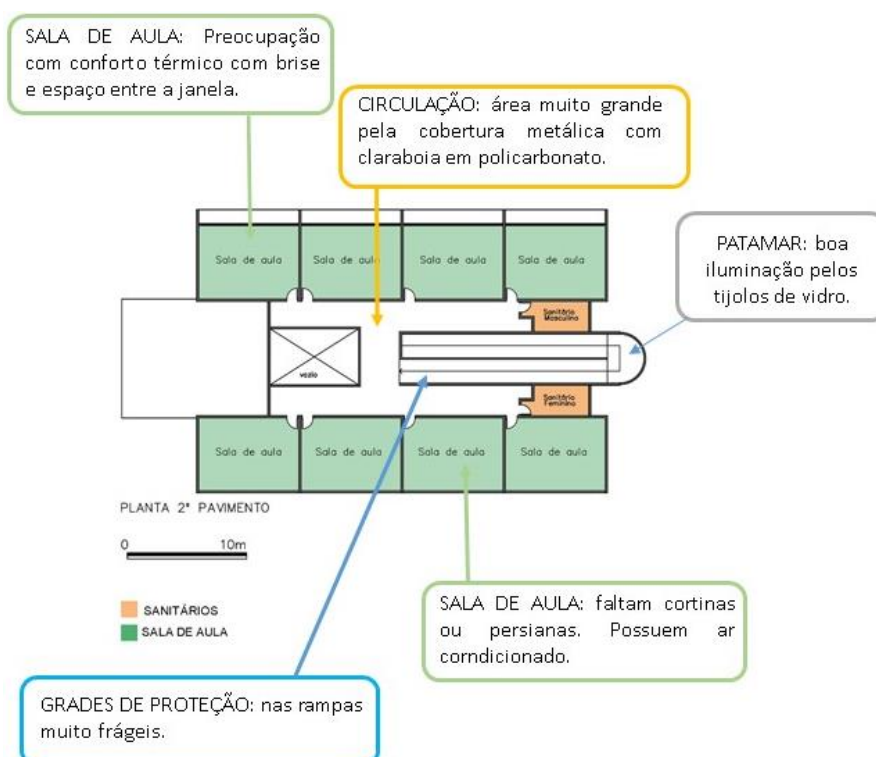 SALA DE AULA: Preocupação
com conforto térmico com brise
e espaço entre a janela.
CIRCULAÇÃO: área muito grande
pela cobertura metálica com
claraboia em policarbonato.
PATAMAR: boa
iluminação pelos
tijolos de vidro.
Sala de aula
Sala de aula
Sala de aula
Sala de aula
Sanitário
Masculino
vazio
Sanitário
Feminino
Sala de aula
Sala de aula
Sala de aula
Sala de aula
PLANTA 2° PAVIMENTO
0 10m
SANITÁRIOS
SALA DE AULA
SALA DE AULA: faltam cortinas
ou persianas. Possuem ar
corndicionado.
GRADES DE PROTEÇÃO: nas rampas
muito frágeis.